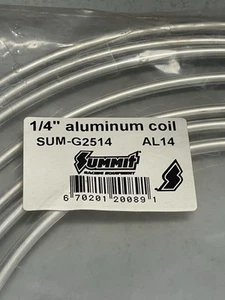 1/4" aluminum coil
SUM-G2514 AL14
SUMMIT
RACING EQUIPMENT
6 70201 20089 1